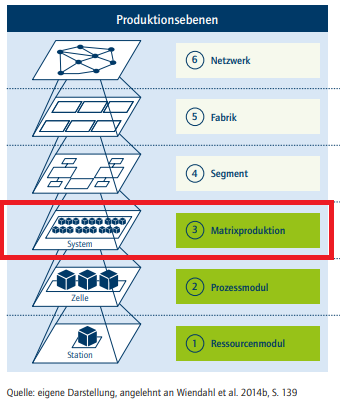 Produktionsebenen
6 Netzwerk
5 Fabrik
4 Segment
System
3 Matrixproduktion
Zelle
2 Prozessmodul
Station
1 Ressourcenmodul
Quelle: eigene Darstellung, angelehnt an Wiendahl et al. 2014b, S. 139